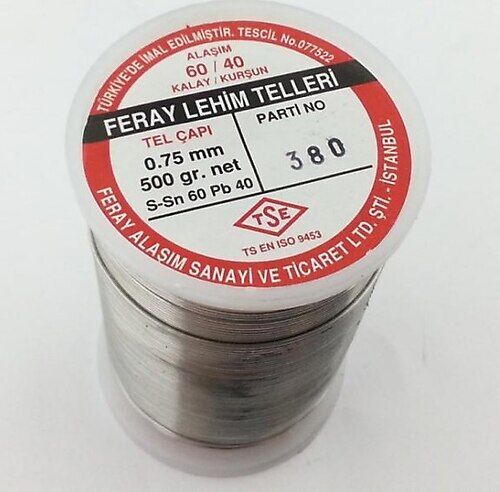 TÜRKİYE'DE İMAL EDİLMİŞTİR. TESCİL No.077522
ALAŞIM
60 / 40
KALAY / KURŞUN
FERAY LEHİM TELLERİ
TEL ÇAPI
0.75 mm
500 gr. net
S-Sn 60 Pb 40
PARTİ NO
380
TSE
TS EN ISO 9453
FERAY ALAŞIM SANAYİ VE TİCARET LTD. ŞTİ. - İSTANBUL